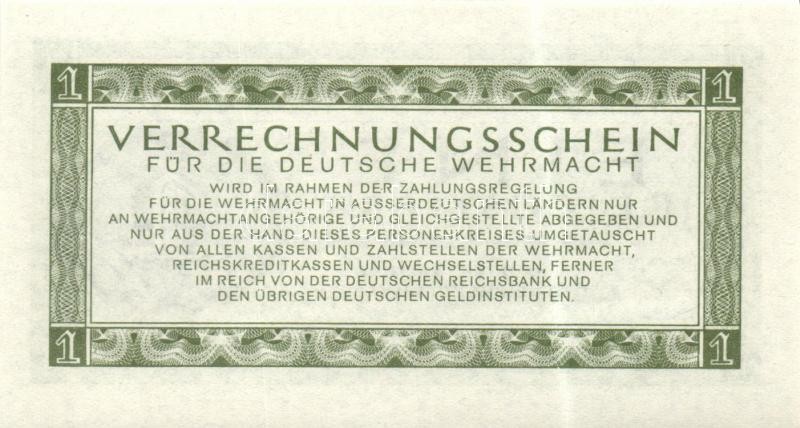 1 1
VERRECHNUNGSSCHEIN
FÜR DIE DEUTSCHE WEHRMACHT
WIRD IM RAHMEN DER ZAHLUNGSREGELUNG
FÜR DIE WEHRMACHT IN AUSSERDEUTSCHEN LÄNDERN NUR
AN WEHRMACHTANGEHÖRIGE UND GLEICHGESTELLTE ABGEGEBEN UND
NUR AUS DER HAND DIESES PERSONENKREISES UMGETAUSCHT
VON ALLEN KASSEN UND ZAHLSTELLEN DER WEHRMACHT,
REICHSKREDITKASSEN UND WECHSELSTELLEN, FERNER
IM REICH VON DER DEUTSCHEN REICHSBANK UND
DEN ÜBRIGEN DEUTSCHEN GELDINSTITUTEN.
1 1